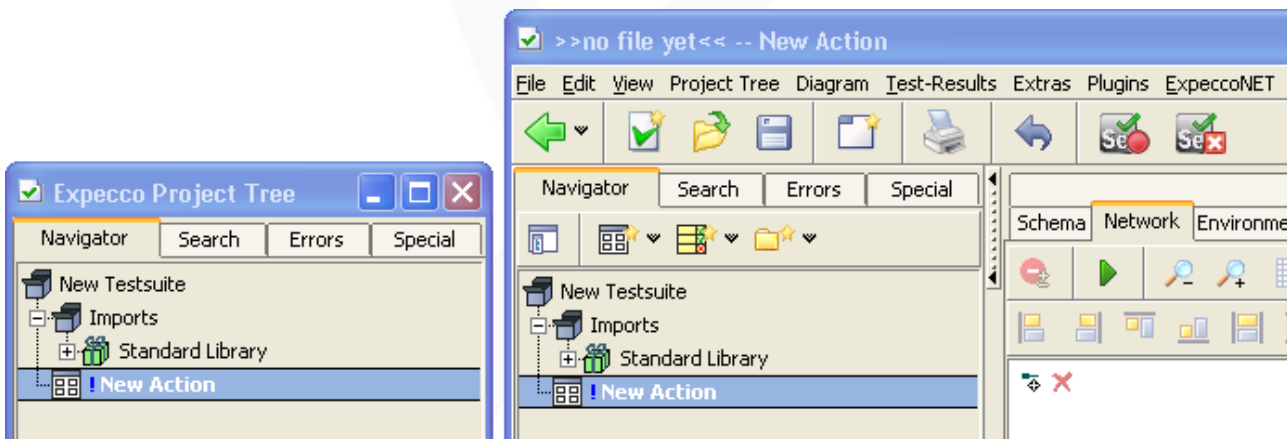 >>no file yet<< -- New Action
File Edit View Project Tree Diagram Test-Results Extras Plugins ExpeccoNET
Se Se
Expecco Project Tree
Navigator Search Errors Special
New Testsuite
Imports
Standard Library
! New Action
Navigator Search Errors Special
New Testsuite
Imports
Standard Library
! New Action
Schema Network Environme